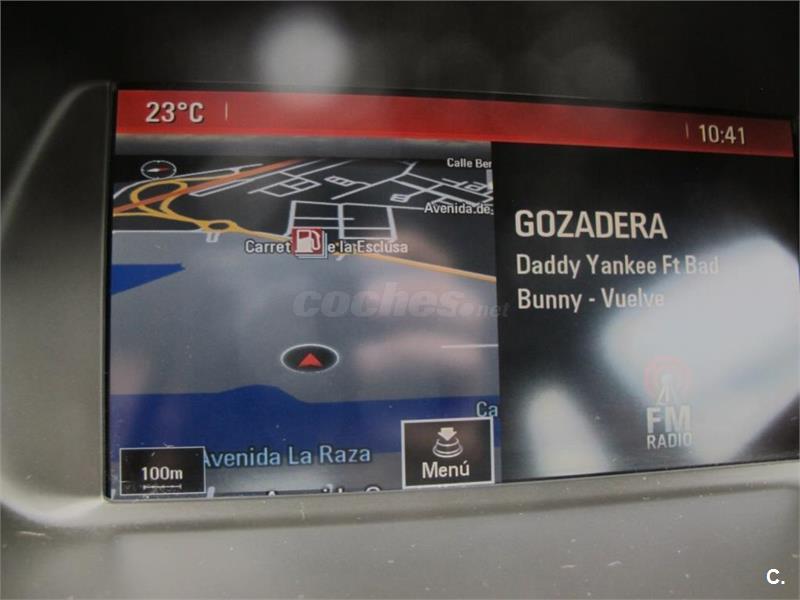 23°C
10:41
Calle Ber
Avenida de
GOZADERA
Carret e la Esclusa
Daddy Yankee Ft Bad
Bunny - Vuelve
coches.net
Ca
FM
RADIO
Menú
Avenida La Raza
100m
C.